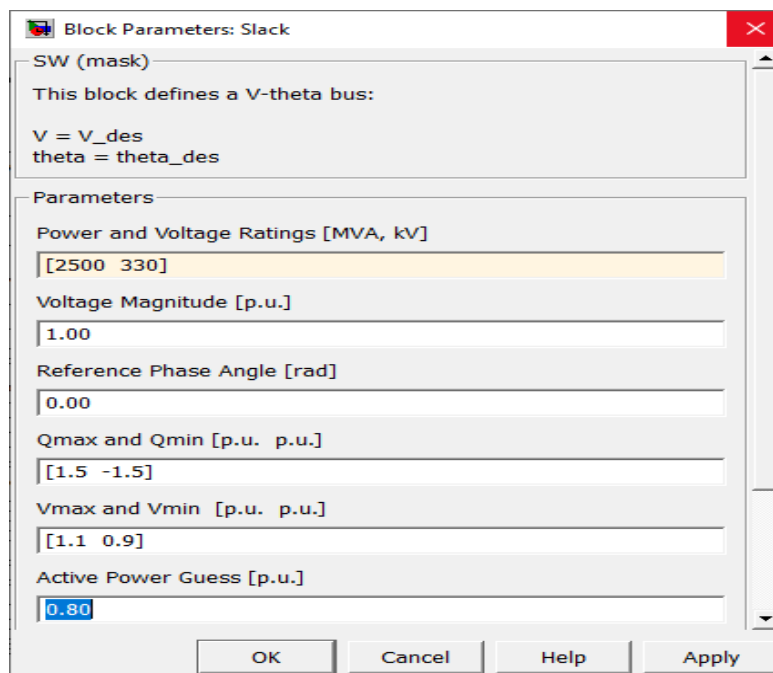 Block Parameters: Slack
SW (mask)
This block defines a V-theta bus:
V = V_des
theta = theta_des
Parameters
Power and Voltage Ratings [MVA, kV]
[2500 330]
Voltage Magnitude [p.u.]
1.00
Reference Phase Angle [rad]
0.00
Qmax and Qmin [p.u. p.u.]
[1.5 -1.5]
Vmax and Vmin [p.u. p.u.]
[1.1 0.9]
Active Power Guess [p.u.]
0.80
OK Cancel Help Apply